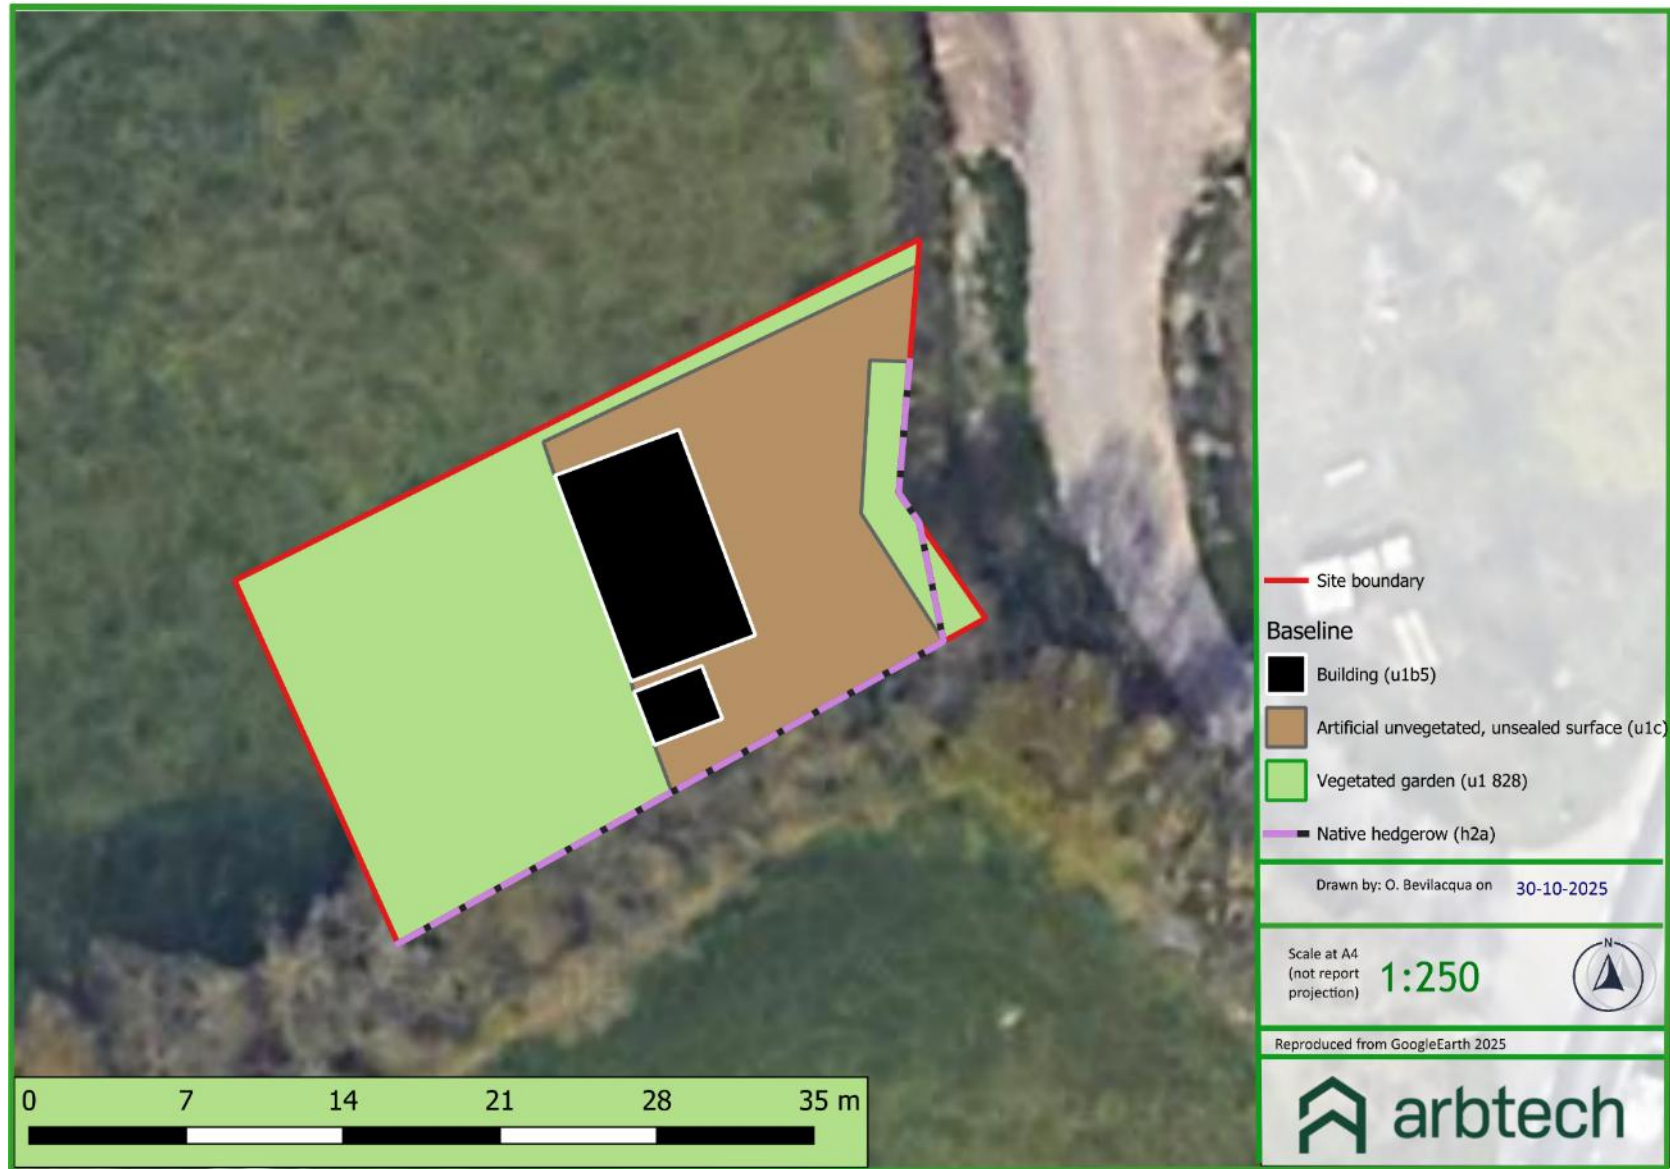 Site boundary
Baseline
Building (u1b5)
Artificial unvegetated, unsealed surface (u1c)
Vegetated garden (u1 828)
Native hedgerow (h2a)
Drawn by: O. Bevilacqua on 30-10-2025
Scale at A4
(not report
projection)
1:250
N
Reproduced from GoogleEarth 2025
arbtech
0 7 14 21 28 35 m